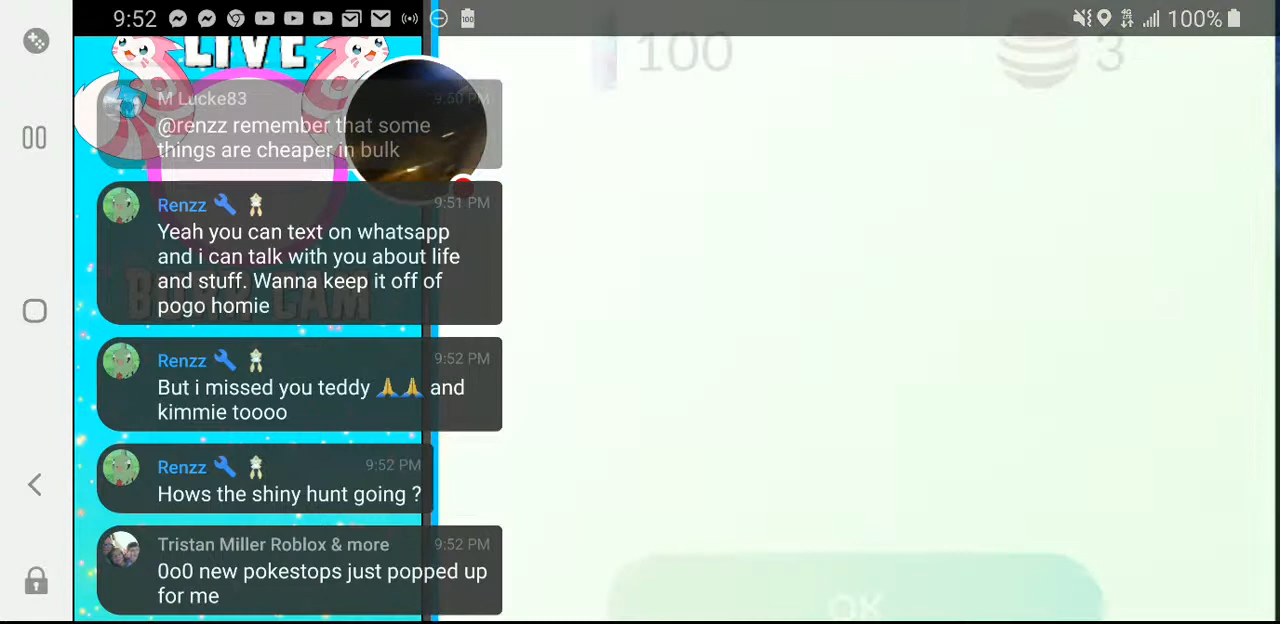 9:52
100
100%
LIVE
100
3
M Lucke83
9:50 PM
@renzz remember that some
things are cheaper in bulk
Renzz
9:51 PM
Yeah you can text on whatsapp
and i can talk with you about life
and stuff. Wanna keep it off of
pogo homie
Renzz
9:52 PM
But i missed you teddy 🙏🙏 and
kimmie toooo
Renzz
9:52 PM
Hows the shiny hunt going ?
Tristan Miller Roblox & more
9:52 PM
0o0 new pokestops just popped up
for me
OK